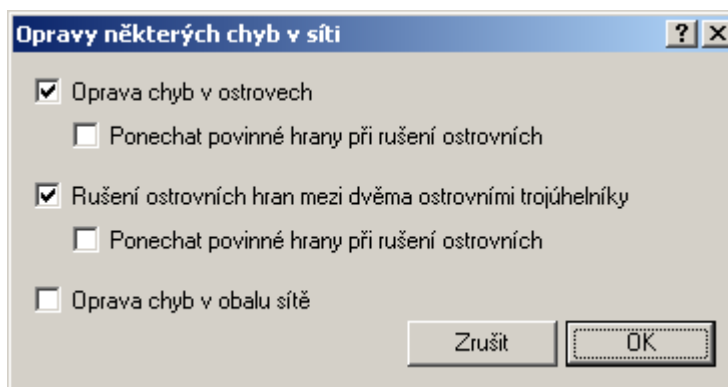 Opravy některých chyb v síti
Oprava chyb v ostrovech
Ponechat povinné hrany při rušení ostrovních
Rušení ostrovních hran mezi dvěma ostrovními trojúhelníky
Ponechat povinné hrany při rušení ostrovních
Oprava chyb v obalu sítě
Zrušit OK